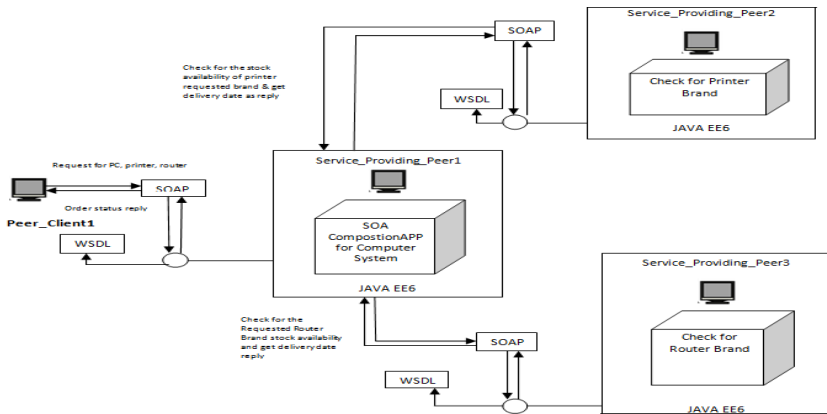 Service_Providing_Peer2
SOAP
Check for the stock
availability of printer
requested brand & get
delivery date as reply
WSDL
Check for Printer
Brand
JAVA EE6
Request for PC, printer, router
SOAP
Order status reply
Peer_Client1
WSDL
Service_Providing_Peer1
SOA
CompostionAPP
for Computer
System
JAVA EE6
Service_Providing_Peer3
Check for the
Requested Router
Brand stock availability
and get delivery date
reply
SOAP
WSDL
Check for
Router Brand
JAVA EE6